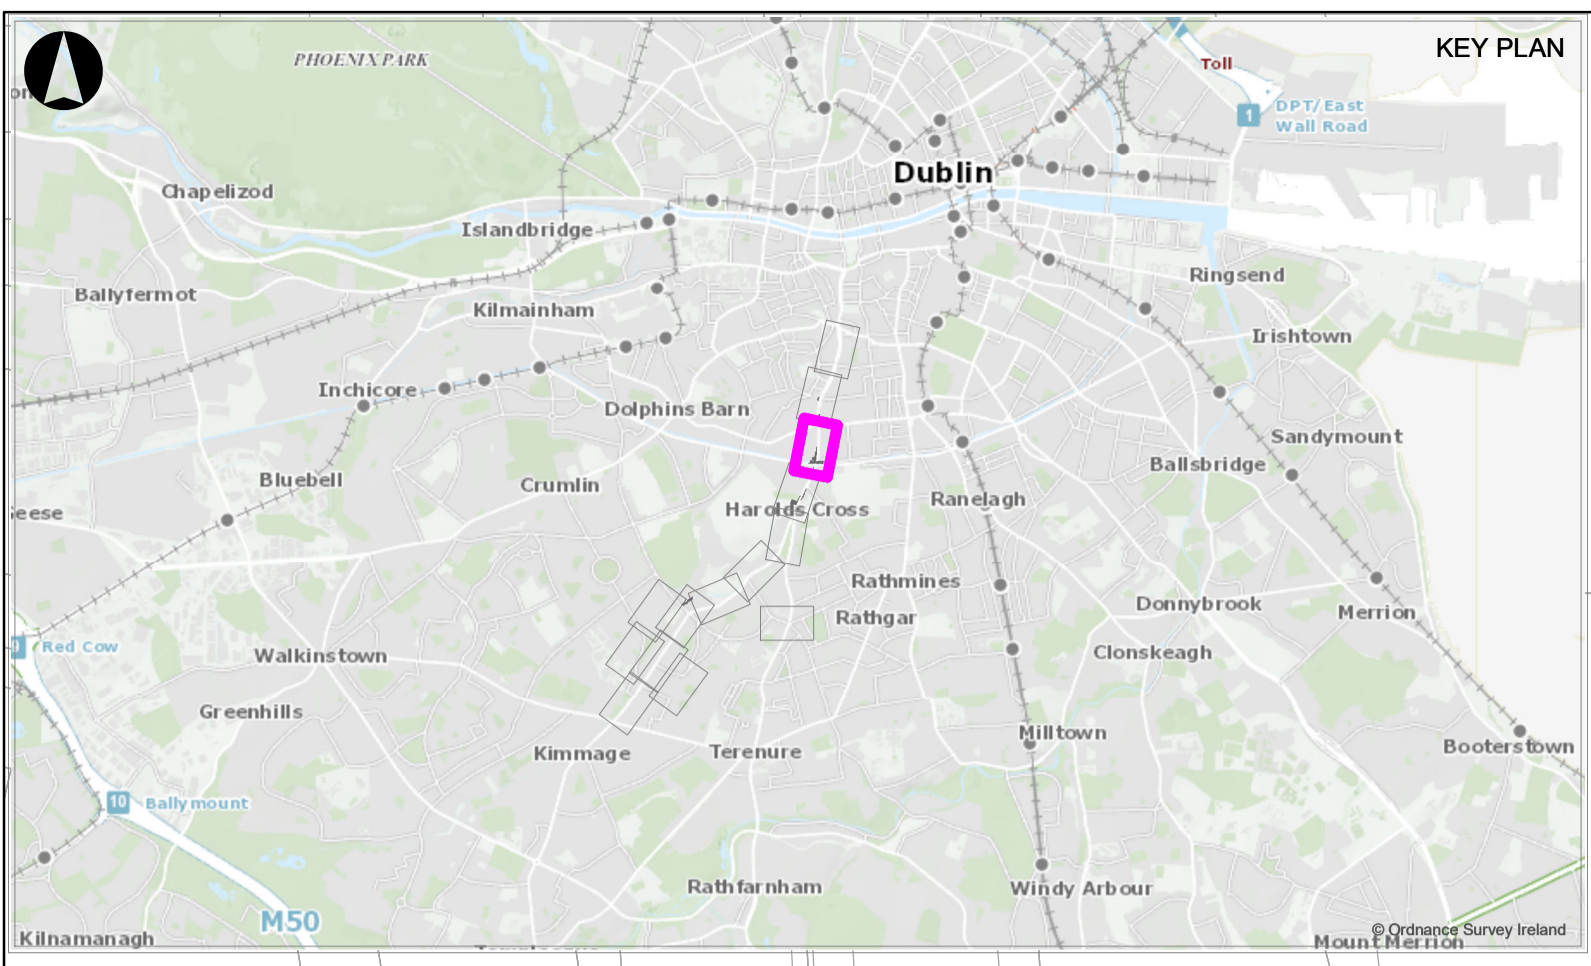 KEY PLAN
PHOENIX PARK
Toll
1
DPT/East
Wall Road
Dublin
Chapelizod
Islandbridge
Ringsend
Ballyfermot
Kilmainham
Irishtown
Inchicore
Dolphins Barn
Sandymount
Ballsbridge
Bluebell
Crumlin
Ranelagh
Harolds Cross
Rathmines
Donnybrook
Merrion
Rathgar
Red Cow
Walkinstown
Clonskeagh
Greenhills
Milltown
Kimmage
Terenure
Booterstown
10
Ballymount
Rathfarnham
Windy Arbour
M50
© Ordnance Survey Ireland
Kilnamanagh
Mount Merrion